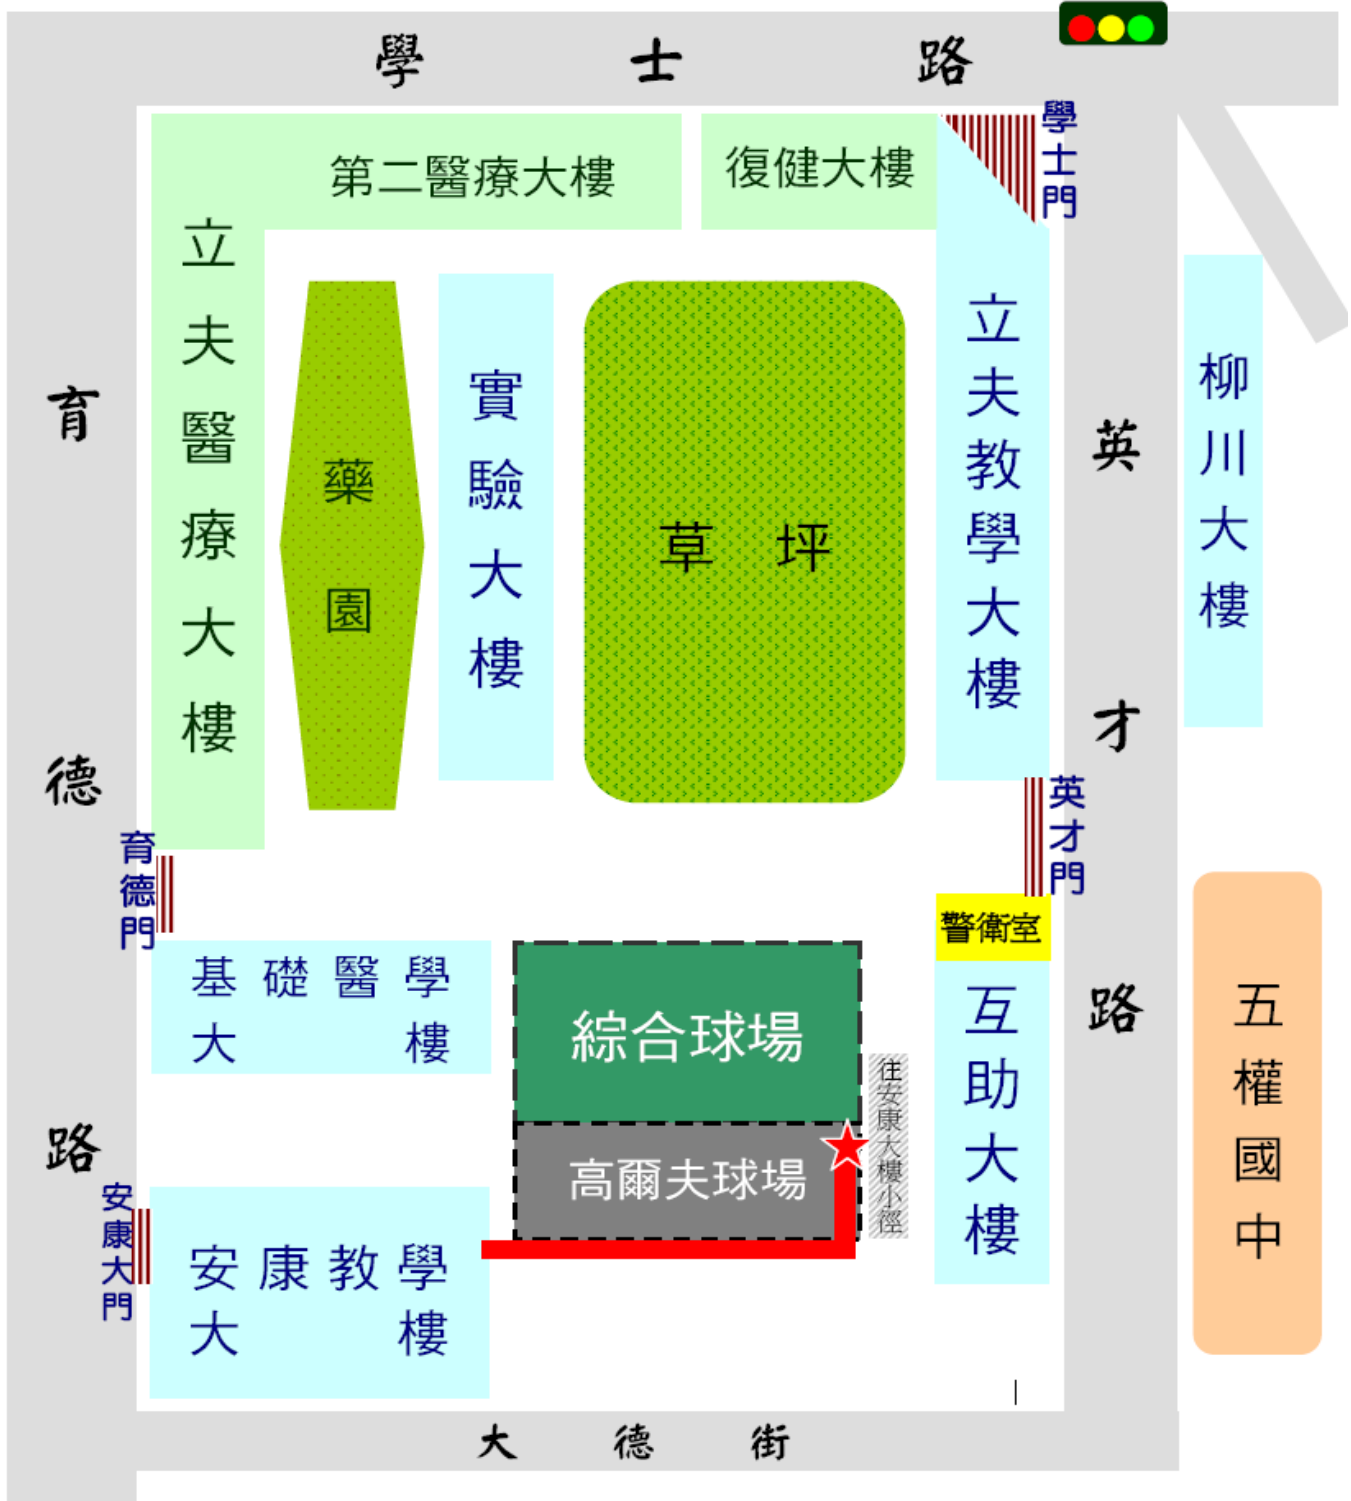 學士路
學士門
第二醫療大樓
復健大樓
立夫醫療大樓
藥園
實驗大樓
草坪
立夫教學大樓
柳川大樓
育德路
英才路
育德門
英才門
警衛室
基礎醫學
大樓
綜合球場
往安康大樓小徑
互助大樓
五權國中
高爾夫球場
安康大門
安康教學
大樓
大德街